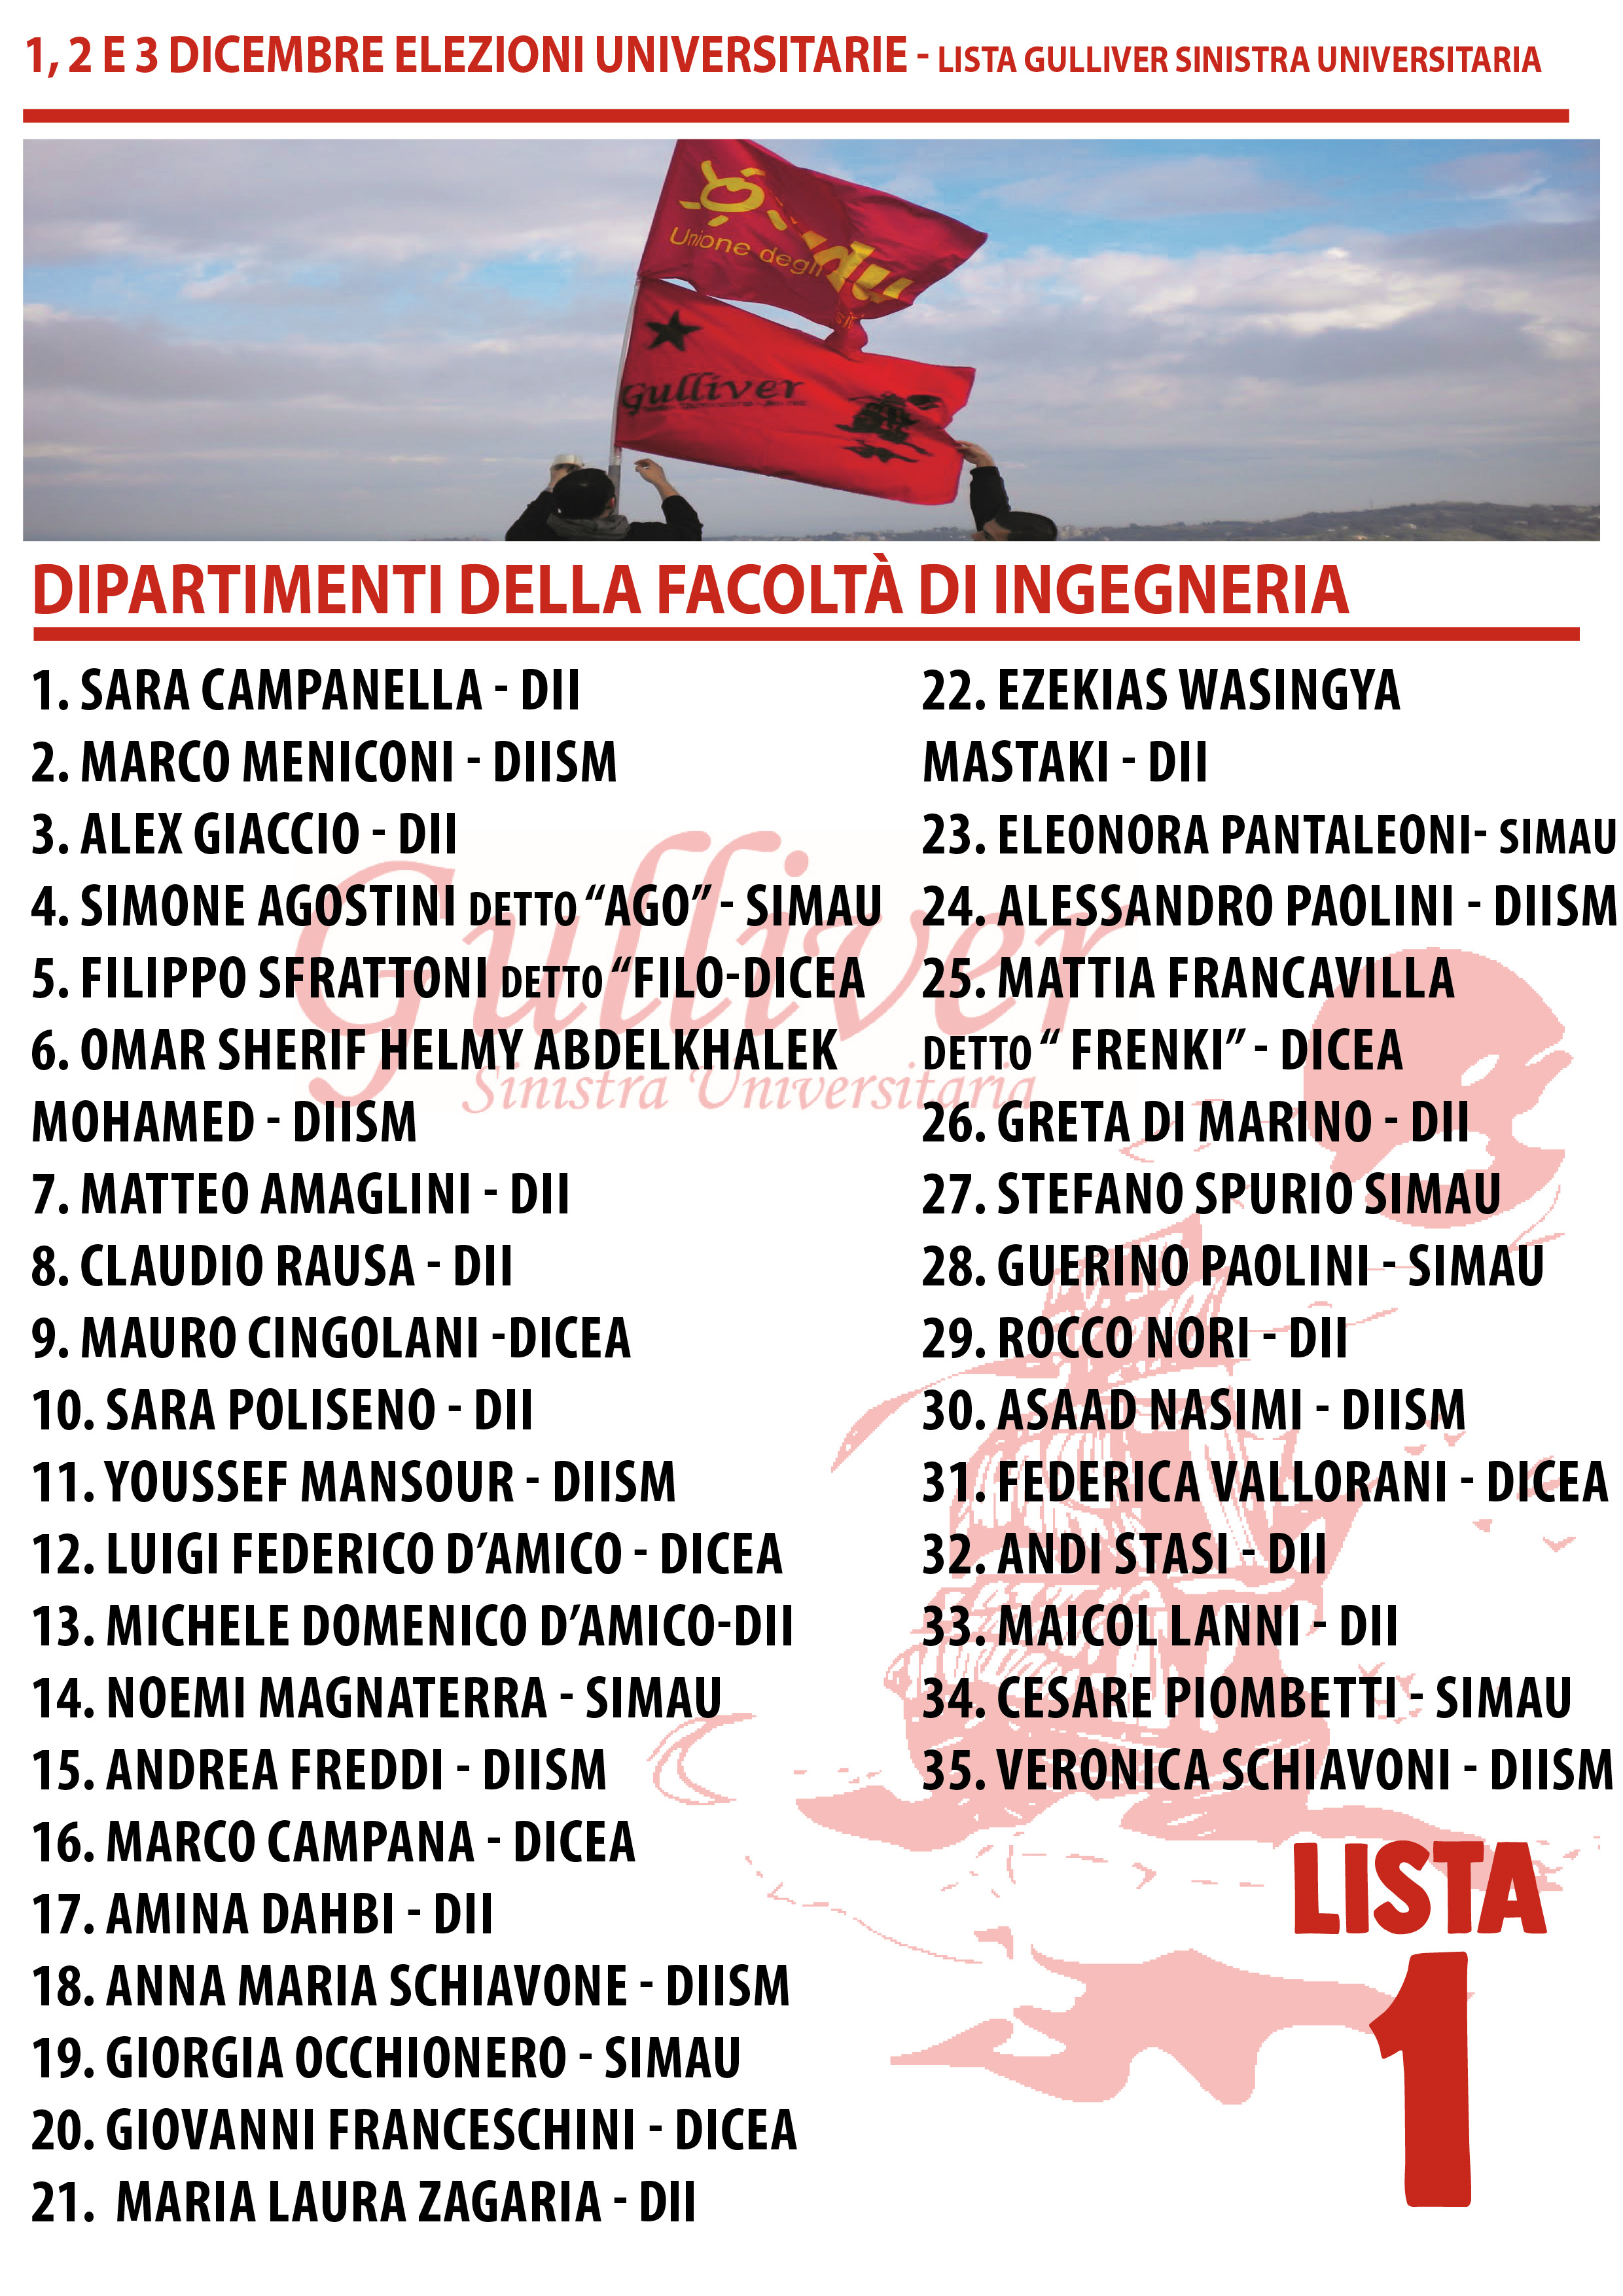 1, 2 E 3 DICEMBRE ELEZIONI UNIVERSITARIE - LISTA GULLIVER SINISTRA UNIVERSITARIA
Unione degli
Gulliver
DIPARTIMENTI DELLA FACOLTÀ DI INGEGNERIA
1. SARA CAMPANELLA - DII
2. MARCO MENICONI - DIISM
3. ALEX GIACCIO - DII
4. SIMONE AGOSTINI DETTO “AGO” - SIMAU
5. FILIPPO SFRATTONI DETTO “FILO-DICEA
6. OMAR SHERIF HELMY ABDELKHALEK
MOHAMED - DIISM
7. MATTEO AMAGLINI - DII
8. CLAUDIO RAUSA - DII
9. MAURO CINGOLANI -DICEA
10. SARA POLISENO - DII
11. YOUSSEF MANSOUR - DIISM
12. LUIGI FEDERICO D’AMICO - DICEA
13. MICHELE DOMENICO D’AMICO-DII
14. NOEMI MAGNATERRA - SIMAU
15. ANDREA FREDDI - DIISM
16. MARCO CAMPANA - DICEA
17. AMINA DAHBI - DII
18. ANNA MARIA SCHIAVONE - DIISM
19. GIORGIA OCCHIONERO - SIMAU
20. GIOVANNI FRANCESCHINI - DICEA
21. MARIA LAURA ZAGARIA - DII
22. EZEKIAS WASINGYA
MASTAKI - DII
23. ELEONORA PANTALEONI- SIMAU
24. ALESSANDRO PAOLINI - DIISM
25. MATTIA FRANCAVILLA
DETTO “ FRENKI” - DICEA
26. GRETA DI MARINO - DII
27. STEFANO SPURIO SIMAU
28. GUERINO PAOLINI - SIMAU
29. ROCCO NORI - DII
30. ASAAD NASIMI - DIISM
31. FEDERICA VALLORANI - DICEA
32. ANDI STASI - DII
33. MAICOL LANNI - DII
34. CESARE PIOMBETTI - SIMAU
35. VERONICA SCHIAVONI - DIISM
Gulliver
Sinistra Universitaria
LISTA
1